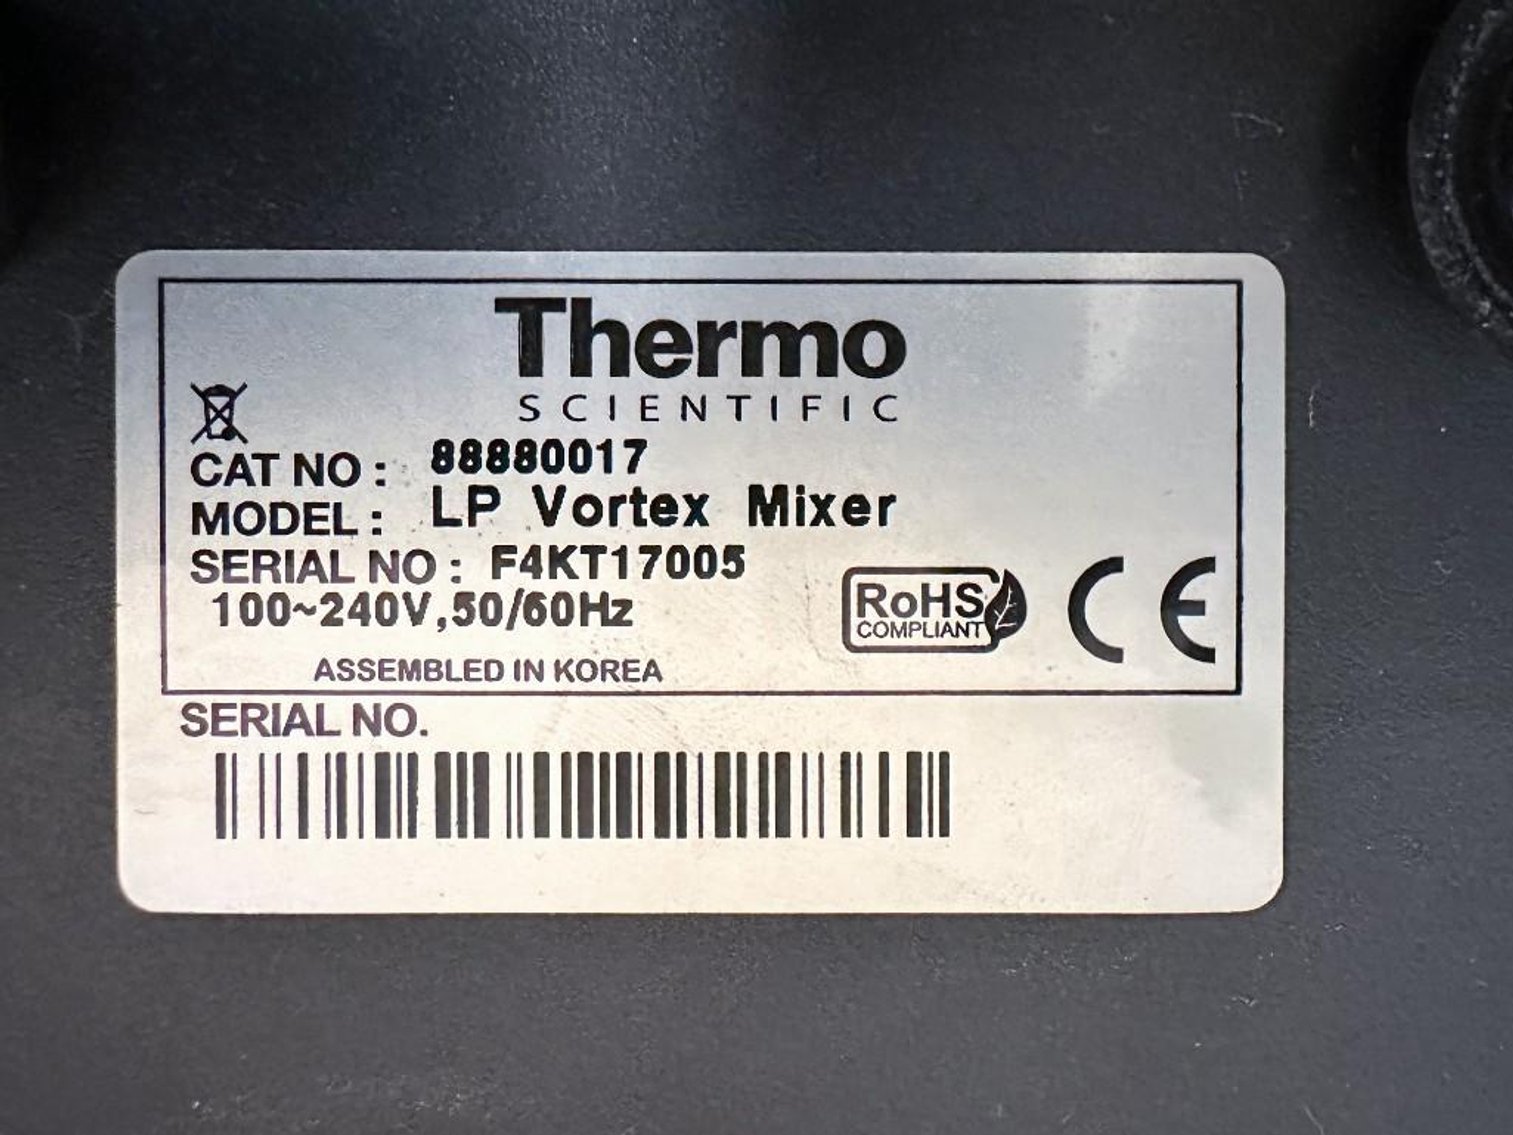 Thermo
SCIENTIFIC
CAT NO : 88880017
MODEL : LP Vortex Mixer
SERIAL NO : F4KT17005
100~240V,50/60Hz
RoHS
COMPLIANT
CE
ASSEMBLED IN KOREA
SERIAL NO.